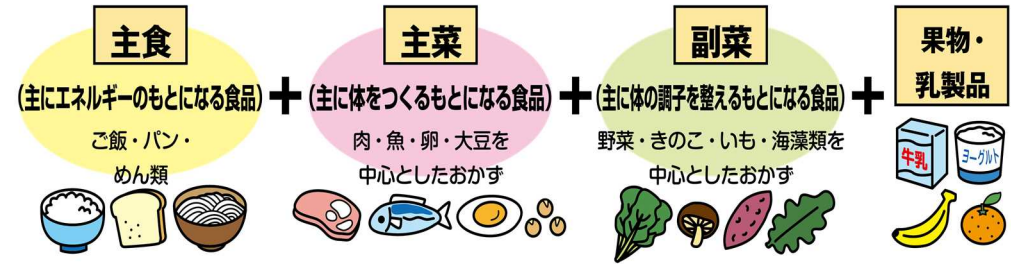 主食
(主にエネルギーのもとになる食品)
ご飯・パン・
めん類
+
主菜
(主に体をつくるもとになる食品)
肉・魚・卵・大豆を
中心としたおかず
+
副菜
(主に体の調子を整えるもとになる食品)
野菜・きのこ・いも・海藻類を
中心としたおかず
+
果物・
乳製品
牛乳
ヨーグルト